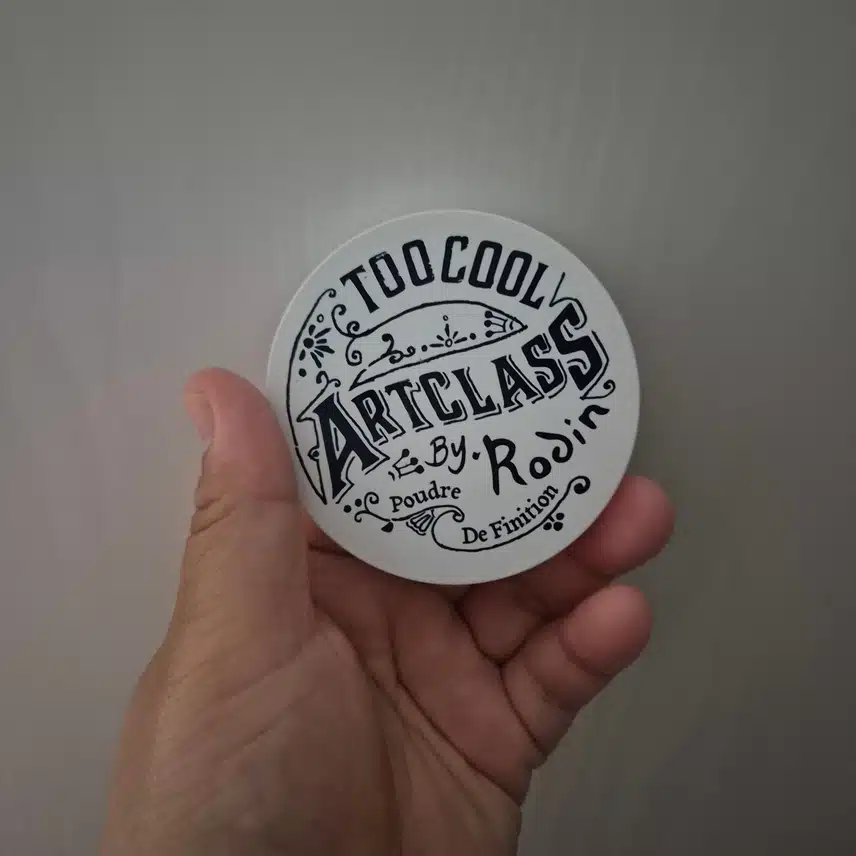 TOO COOL
ARTCLASS
By. Rodin
Poudre
De Finition